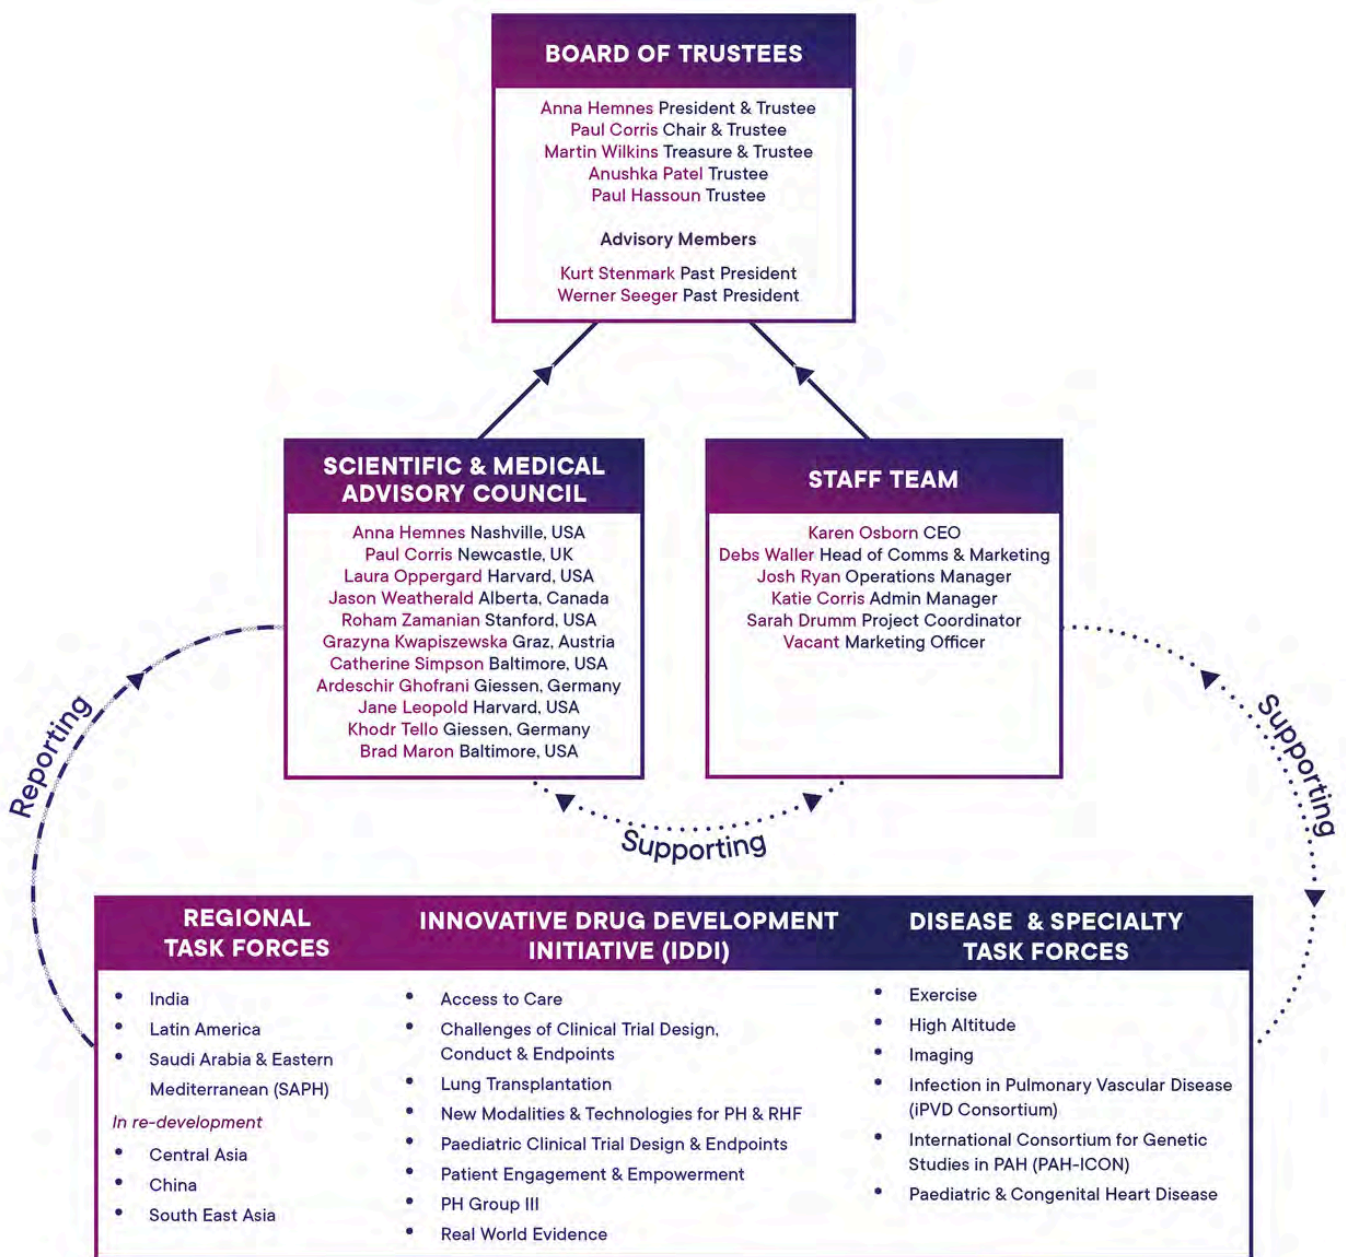 BOARD OF TRUSTEES
Anna Hemnes President & Trustee
Paul Corris Chair & Trustee
Martin Wilkins Treasure & Trustee
Anushka Patel Trustee
Paul Hassoun Trustee
Advisory Members
Kurt Stenmark Past President
Werner Seeger Past President
SCIENTIFIC & MEDICAL
ADVISORY COUNCIL
Anna Hemnes Nashville, USA
Paul Corris Newcastle, UK
Laura Oppergard Harvard, USA
Jason Weatherald Alberta, Canada
Roham Zamanian Stanford, USA
Grazyna Kwapiszewska Graz, Austria
Catherine Simpson Baltimore, USA
Ardeschir Ghofrani Giessen, Germany
Jane Leopold Harvard, USA
Khodr Tello Giessen, Germany
Brad Maron Baltimore, USA
STAFF TEAM
Karen Osborn CEO
Debs Waller Head of Comms & Marketing
Josh Ryan Operations Manager
Katie Corris Admin Manager
Sarah Drumm Project Coordinator
Vacant Marketing Officer
Reporting
Supporting
Supporting
REGIONAL
TASK FORCES
• India
• Latin America
• Saudi Arabia & Eastern
Mediterranean (SAPH)
In re-development
• Central Asia
• China
• South East Asia
INNOVATIVE DRUG DEVELOPMENT
INITIATIVE (IDDI)
• Access to Care
• Challenges of Clinical Trial Design,
Conduct & Endpoints
• Lung Transplantation
• New Modalities & Technologies for PH & RHF
• Paediatric Clinical Trial Design & Endpoints
• Patient Engagement & Empowerment
• PH Group III
• Real World Evidence
DISEASE & SPECIALTY
TASK FORCES
• Exercise
• High Altitude
• Imaging
• Infection in Pulmonary Vascular Disease
(iPVD Consortium)
• International Consortium for Genetic
Studies in PAH (PAH-ICON)
• Paediatric & Congenital Heart Disease